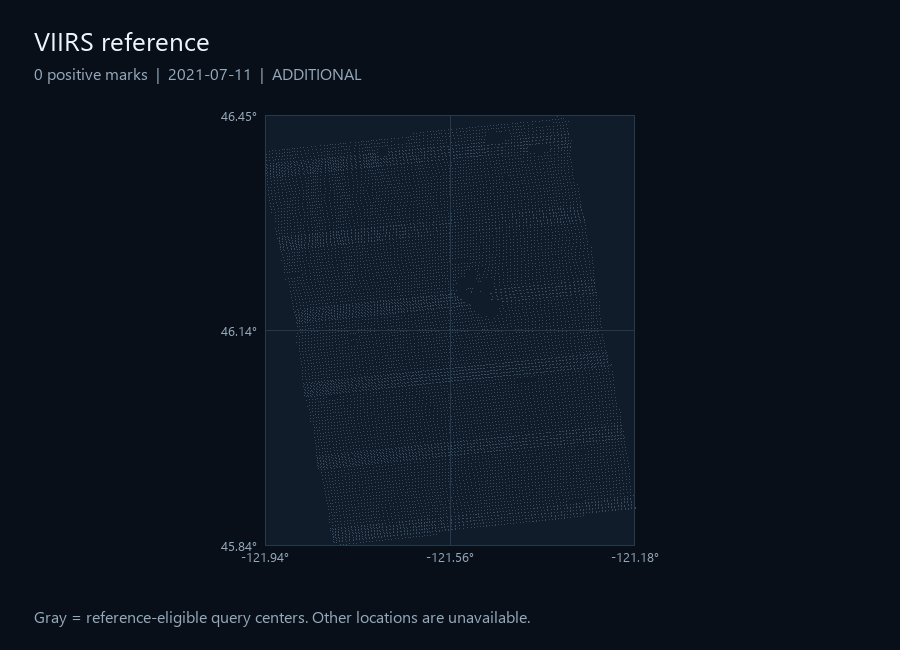 VIIRS reference
0 positive marks | 2021-07-11 | ADDITIONAL
46.45°
46.14°
45.84°
-121.94° -121.56° -121.18°
Gray = reference-eligible query centers. Other locations are unavailable.